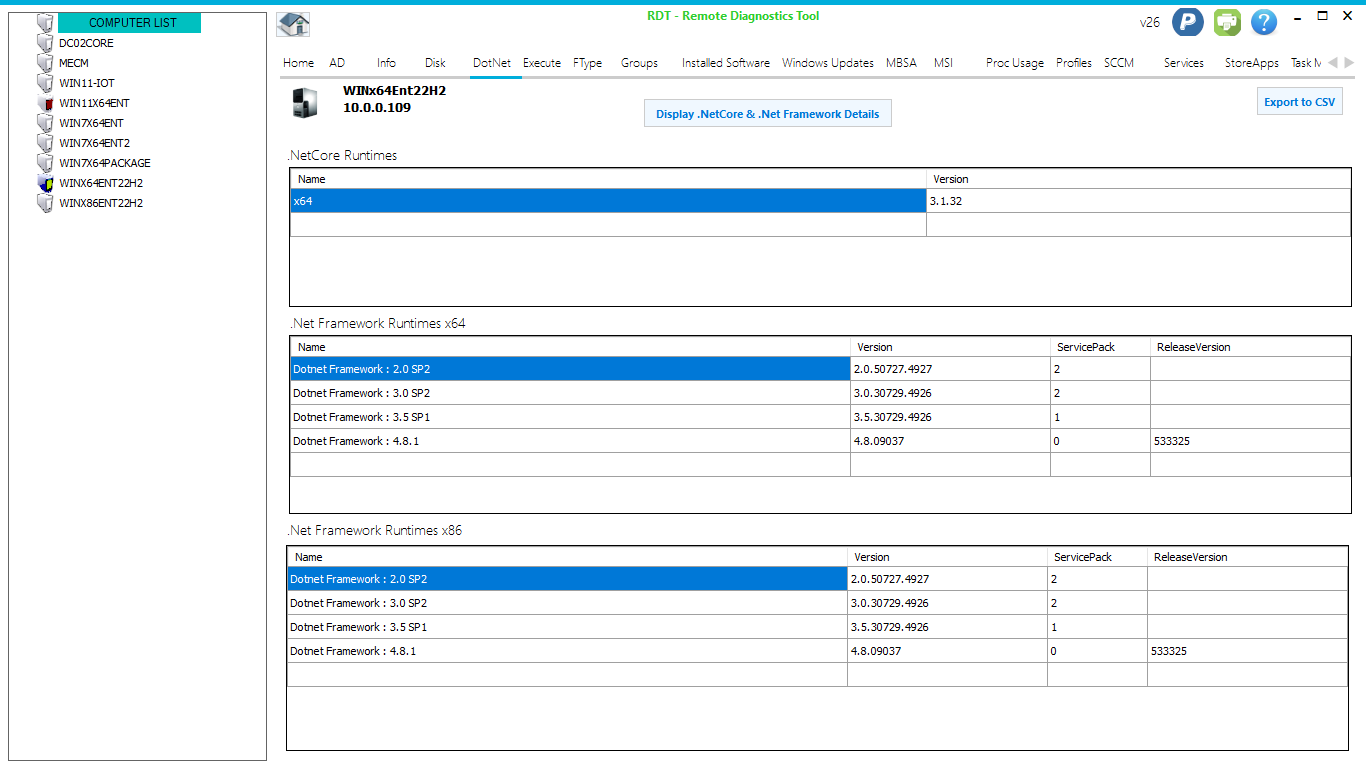 COMPUTER LIST
DC02CORE
MECM
WIN11-IOT
WIN11X64ENT
WIN7X64ENT
WIN7X64ENT2
WIN7X64PACKAGE
WINX64ENT22H2
WINX86ENT22H2
RDT - Remote Diagnostics Tool
v26
P
?
Home AD Info Disk DotNet Execute FType Groups Installed Software Windows Updates MBSA MSI Proc Usage Profiles SCCM Services StoreApps Task M
WINx64Ent22H2
10.0.0.109
Display .NetCore & .Net Framework Details
Export to CSV
.NetCore Runtimes
Name Version
x64 3.1.32
.Net Framework Runtimes x64
Name Version ServicePack ReleaseVersion
Dotnet Framework : 2.0 SP2 2.0.50727.4927 2
Dotnet Framework : 3.0 SP2 3.0.30729.4926 2
Dotnet Framework : 3.5 SP1 3.5.30729.4926 1
Dotnet Framework : 4.8.1 4.8.09037 0 533325
.Net Framework Runtimes x86
Name Version ServicePack ReleaseVersion
Dotnet Framework : 2.0 SP2 2.0.50727.4927 2
Dotnet Framework : 3.0 SP2 3.0.30729.4926 2
Dotnet Framework : 3.5 SP1 3.5.30729.4926 1
Dotnet Framework : 4.8.1 4.8.09037 0 533325